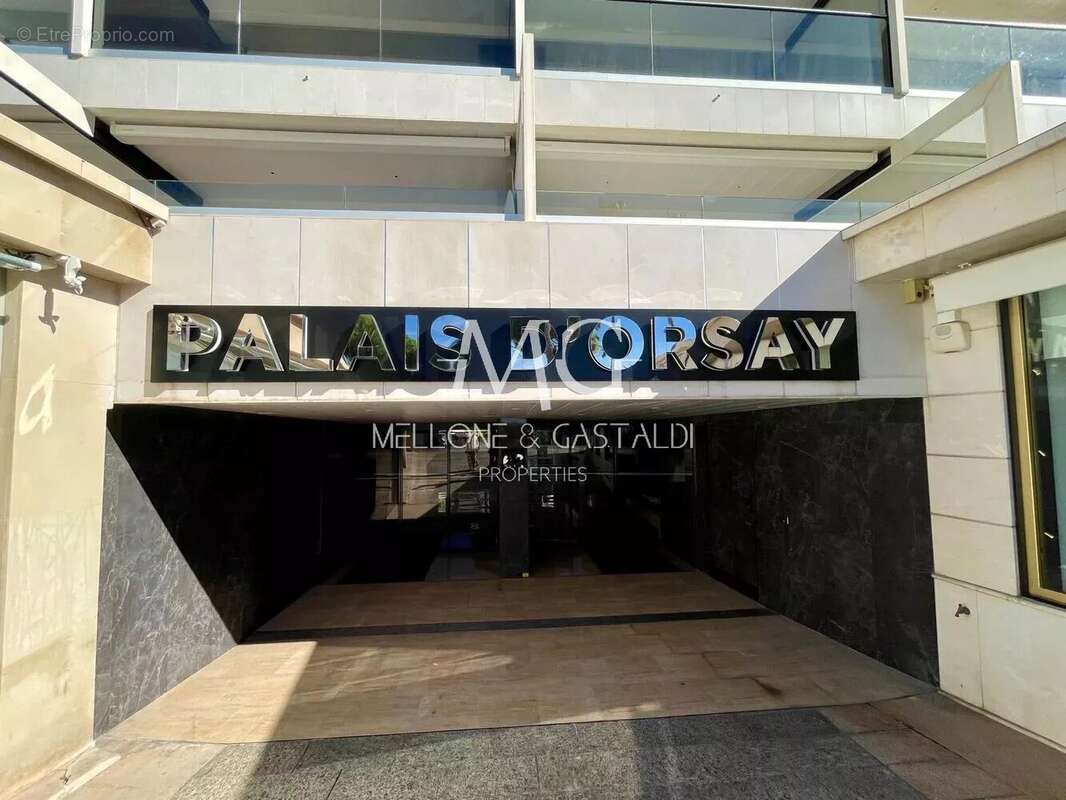 © EtreProprio.com
PALAIS D'ORSAY
MG
MELLONE & GASTALDI
PROPERTIES